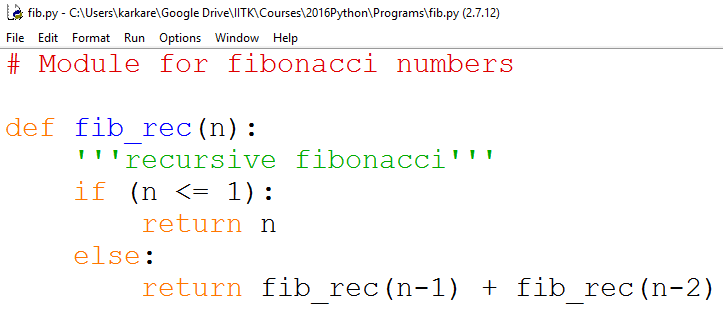 fib.py - C:\Users\karkare\Google Drive\IITK\Courses\2016Python\Programs\fib.py (2.7.12)
File Edit Format Run Options Window Help
# Module for fibonacci numbers
def fib_rec(n):
    '''recursive fibonacci'''
    if (n <= 1):
        return n
    else:
        return fib_rec(n-1) + fib_rec(n-2)